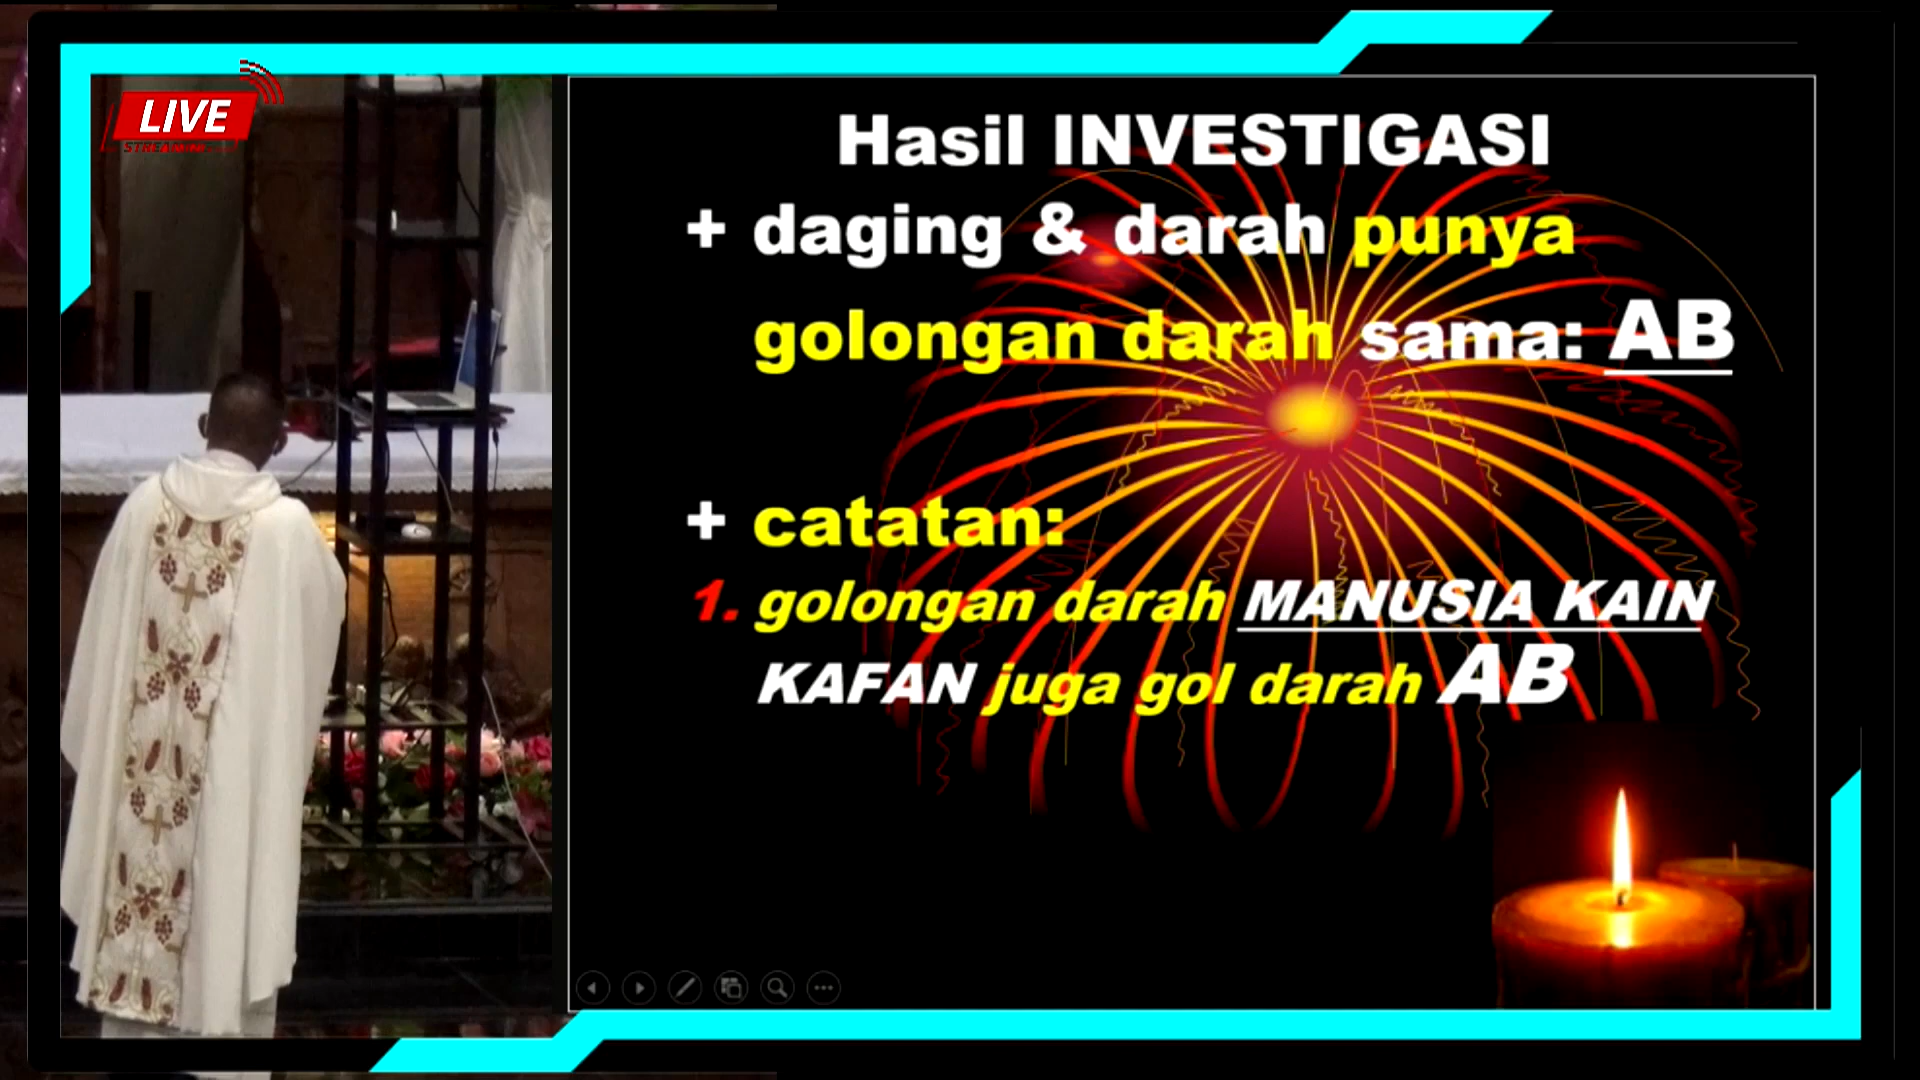 LIVE
STREAMING
Hasil INVESTIGASI
+ daging & darah punya
golongan darah sama: AB
+ catatan:
1. golongan darah MANUSIA KAIN
KAFAN juga gol darah AB